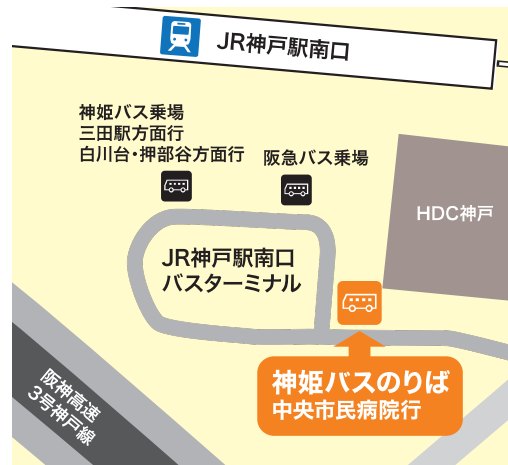 JR神戸駅南口
神姫バス乗場
三田駅方面行
白川台・押部谷方面行
阪急バス乗場
HDC神戸
JR神戸駅南口
バスターミナル
神姫バスのりば
中央市民病院行
阪神高速
3号神戸線